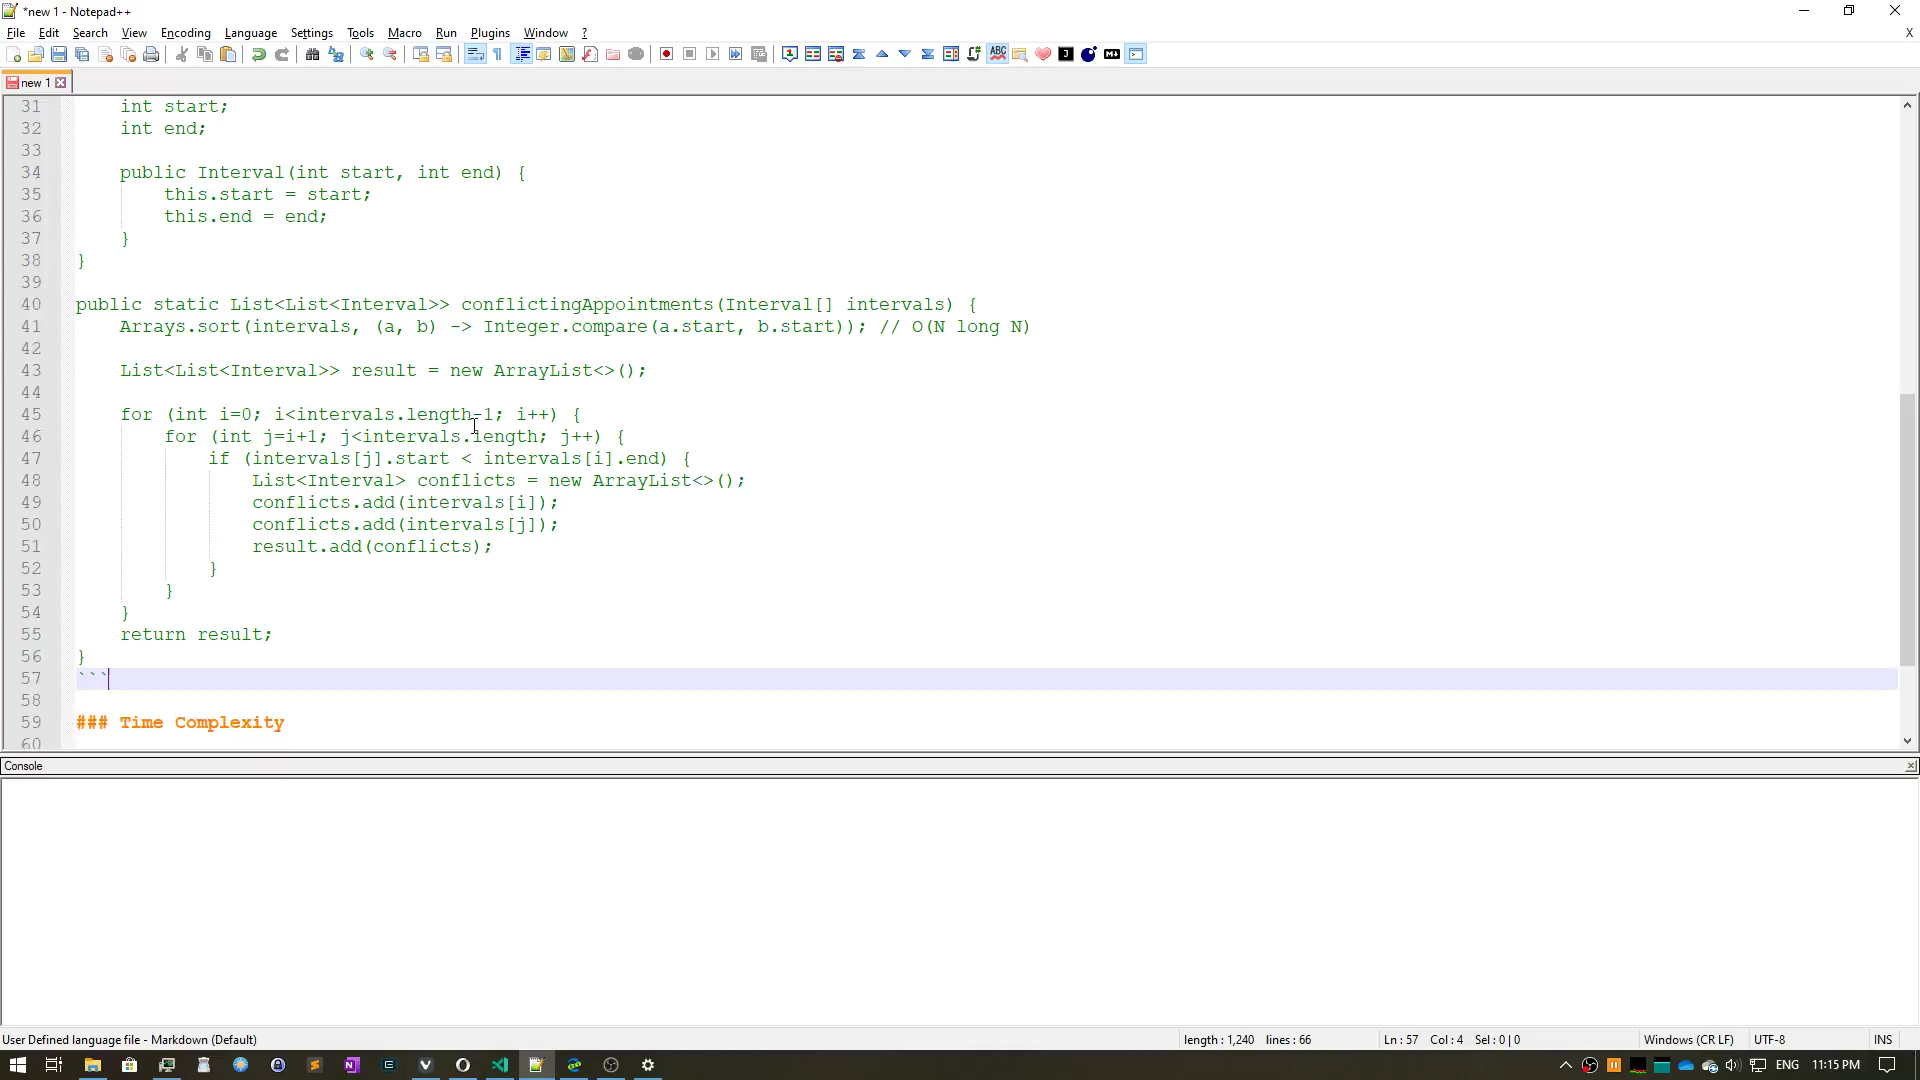 *new 1 - Notepad++
File Edit Search View Encoding Language Settings Tools Macro Run Plugins Window ?
X
new 1
31 int start;
32 int end;
33
34 public Interval(int start, int end) {
35 this.start = start;
36 this.end = end;
37 }
38 }
39
40 public static List<List<Interval>> conflictingAppointments(Interval[] intervals) {
41 Arrays.sort(intervals, (a, b) -> Integer.compare(a.start, b.start)); // O(N long N)
42
43 List<List<Interval>> result = new ArrayList<>();
44
45 for (int i=0; i<intervals.length-1; i++) {
46 for (int j=i+1; j<intervals.length; j++) {
47 if (intervals[j].start < intervals[i].end) {
48 List<Interval> conflicts = new ArrayList<>();
49 conflicts.add(intervals[i]);
50 conflicts.add(intervals[j]);
51 result.add(conflicts);
52 }
53 }
54 }
55 return result;
56 }
57 ```
58
59 ### Time Complexity
60
Console
User Defined language file - Markdown (Default) length : 1,240 lines : 66 Ln : 57 Col : 4 Sel : 0 | 0 Windows (CR LF) UTF-8 INS
ENG 11:15 PM